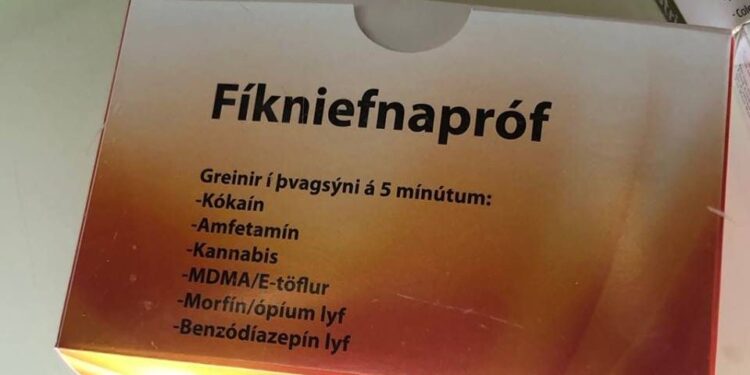 Fíkniefnapróf
Greinir í þvagsýni á 5 mínútum:
-Kókaín
-Amfetamín
-Kannabis
-MDMA/E-töflur
-Morfín/ópíum lyf
-Benzódíazepín lyf